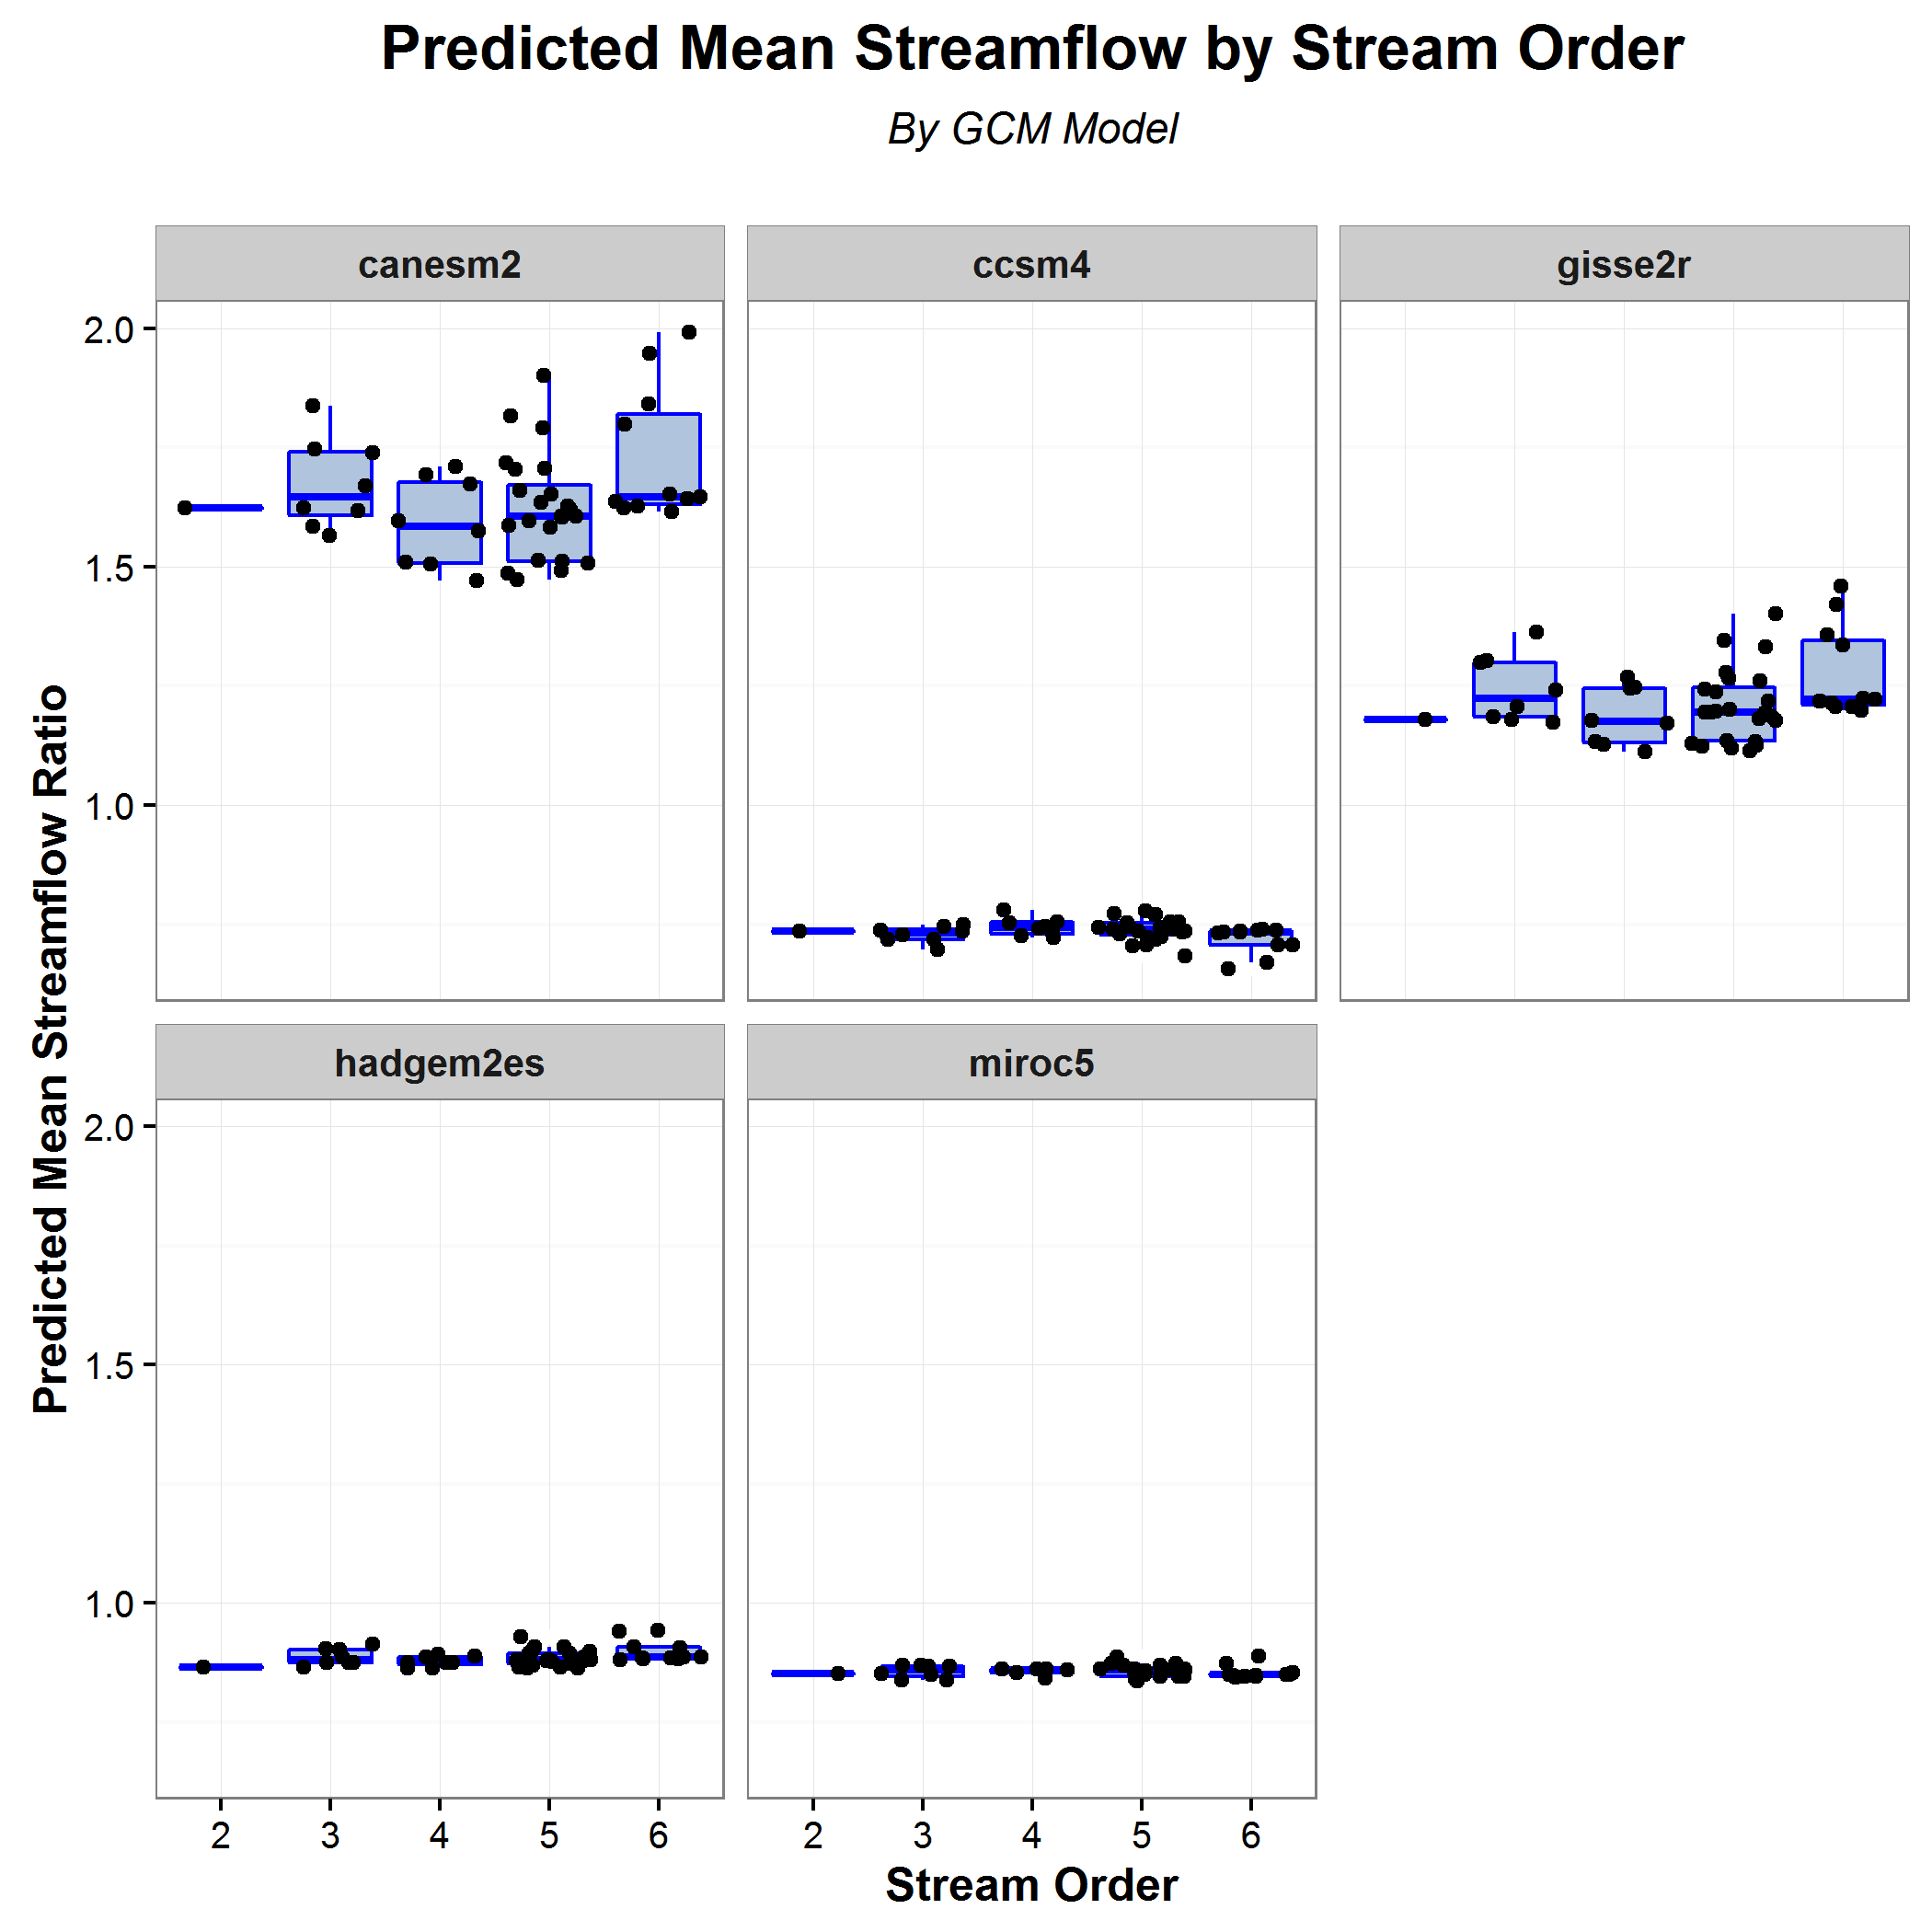 Predicted Mean Streamflow by Stream Order
By GCM Model
canesm2
ccsm4
gisse2r
2.0
1.5
1.0
Predicted Mean Streamflow Ratio
hadgem2es
miroc5
2.0
1.5
1.0
2 3 4 5 6
2 3 4 5 6
Stream Order